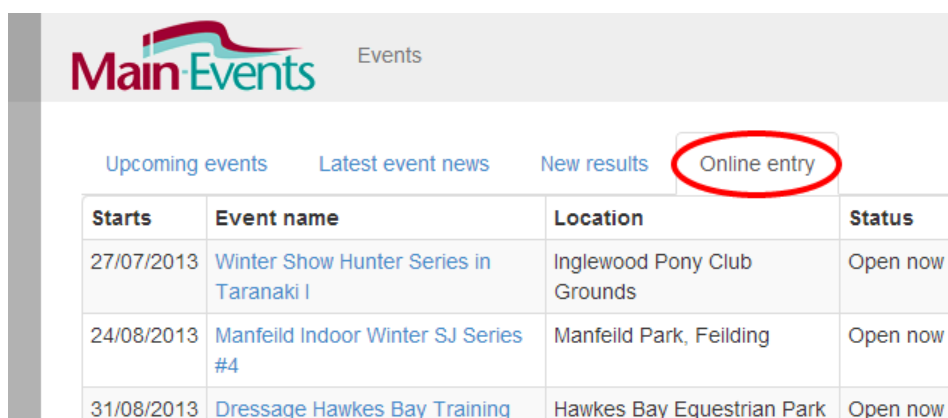 Main-Events
Events
Upcoming events Latest event news New results Online entry
Starts Event name Location Status
27/07/2013 Winter Show Hunter Series in Inglewood Pony Club Open now
Taranaki I Grounds
24/08/2013 Manfeild Indoor Winter SJ Series Manfeild Park, Feilding Open now
#4
31/08/2013 Dressage Hawkes Bay Training Hawkes Bay Equestrian Park Open now